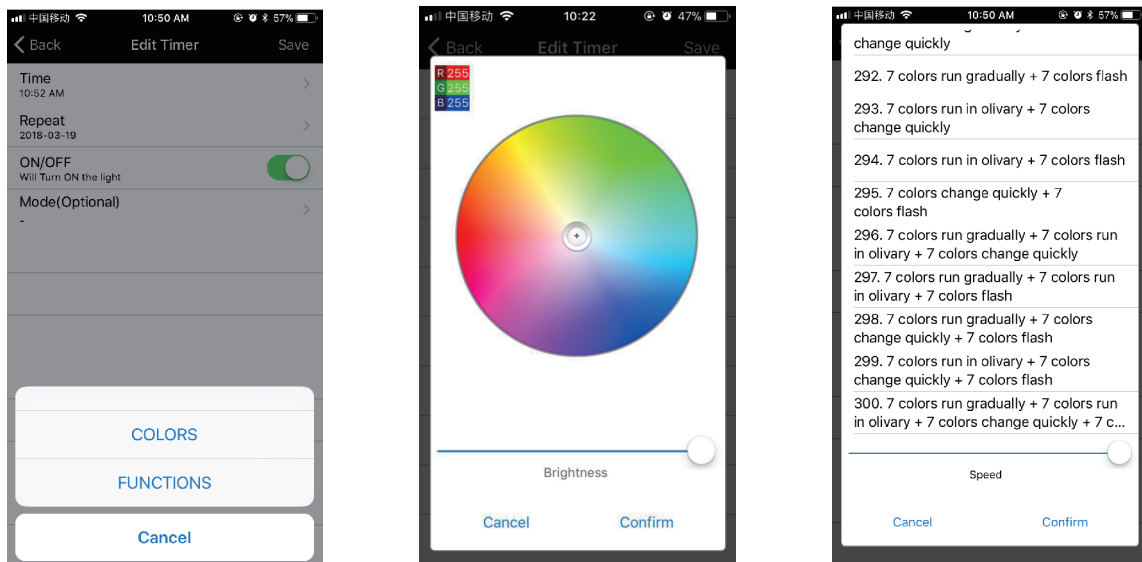 中国移动 10:50 AM 57%
Back Edit Timer Save
Time
10:52 AM
Repeat
2018-03-19
ON/OFF
Will Turn ON the light
Mode(Optional)
-
COLORS
FUNCTIONS
Cancel
中国移动 10:22 47%
Back Edit Timer Save
R 255
G 255
B 255
Brightness
Cancel Confirm
中国移动 10:50 AM 57%
change quickly
292. 7 colors run gradually + 7 colors flash
293. 7 colors run in olivary + 7 colors
change quickly
294. 7 colors run in olivary + 7 colors flash
295. 7 colors change quickly + 7
colors flash
296. 7 colors run gradually + 7 colors run
in olivary + 7 colors change quickly
297. 7 colors run gradually + 7 colors run
in olivary + 7 colors flash
298. 7 colors run gradually + 7 colors
change quickly + 7 colors flash
299. 7 colors run in olivary + 7 colors
change quickly + 7 colors flash
300. 7 colors run gradually + 7 colors run
in olivary + 7 colors change quickly + 7 c...
Speed
Cancel Confirm